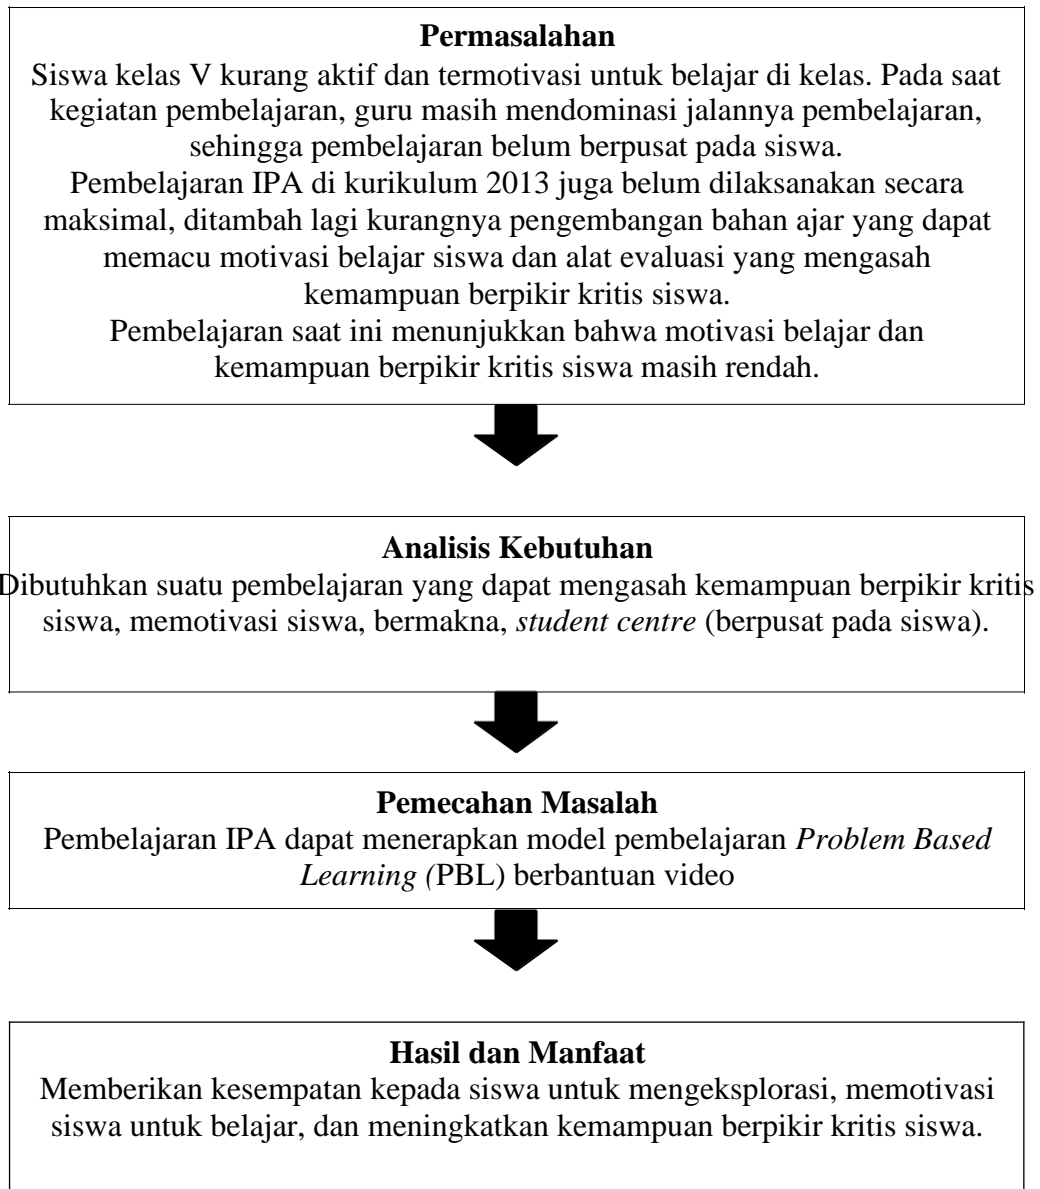 Permasalahan
Siswa kelas V kurang aktif dan termotivasi untuk belajar di kelas. Pada saat
kegiatan pembelajaran, guru masih mendominasi jalannya pembelajaran,
sehingga pembelajaran belum berpusat pada siswa.
Pembelajaran IPA di kurikulum 2013 juga belum dilaksanakan secara
maksimal, ditambah lagi kurangnya pengembangan bahan ajar yang dapat
memacu motivasi belajar siswa dan alat evaluasi yang mengasah
kemampuan berpikir kritis siswa.
Pembelajaran saat ini menunjukkan bahwa motivasi belajar dan
kemampuan berpikir kritis siswa masih rendah.
Analisis Kebutuhan
Dibutuhkan suatu pembelajaran yang dapat mengasah kemampuan berpikir kritis
siswa, memotivasi siswa, bermakna, student centre (berpusat pada siswa).
Pemecahan Masalah
Pembelajaran IPA dapat menerapkan model pembelajaran Problem Based
Learning (PBL) berbantuan video
Hasil dan Manfaat
Memberikan kesempatan kepada siswa untuk mengeksplorasi, memotivasi
siswa untuk belajar, dan meningkatkan kemampuan berpikir kritis siswa.